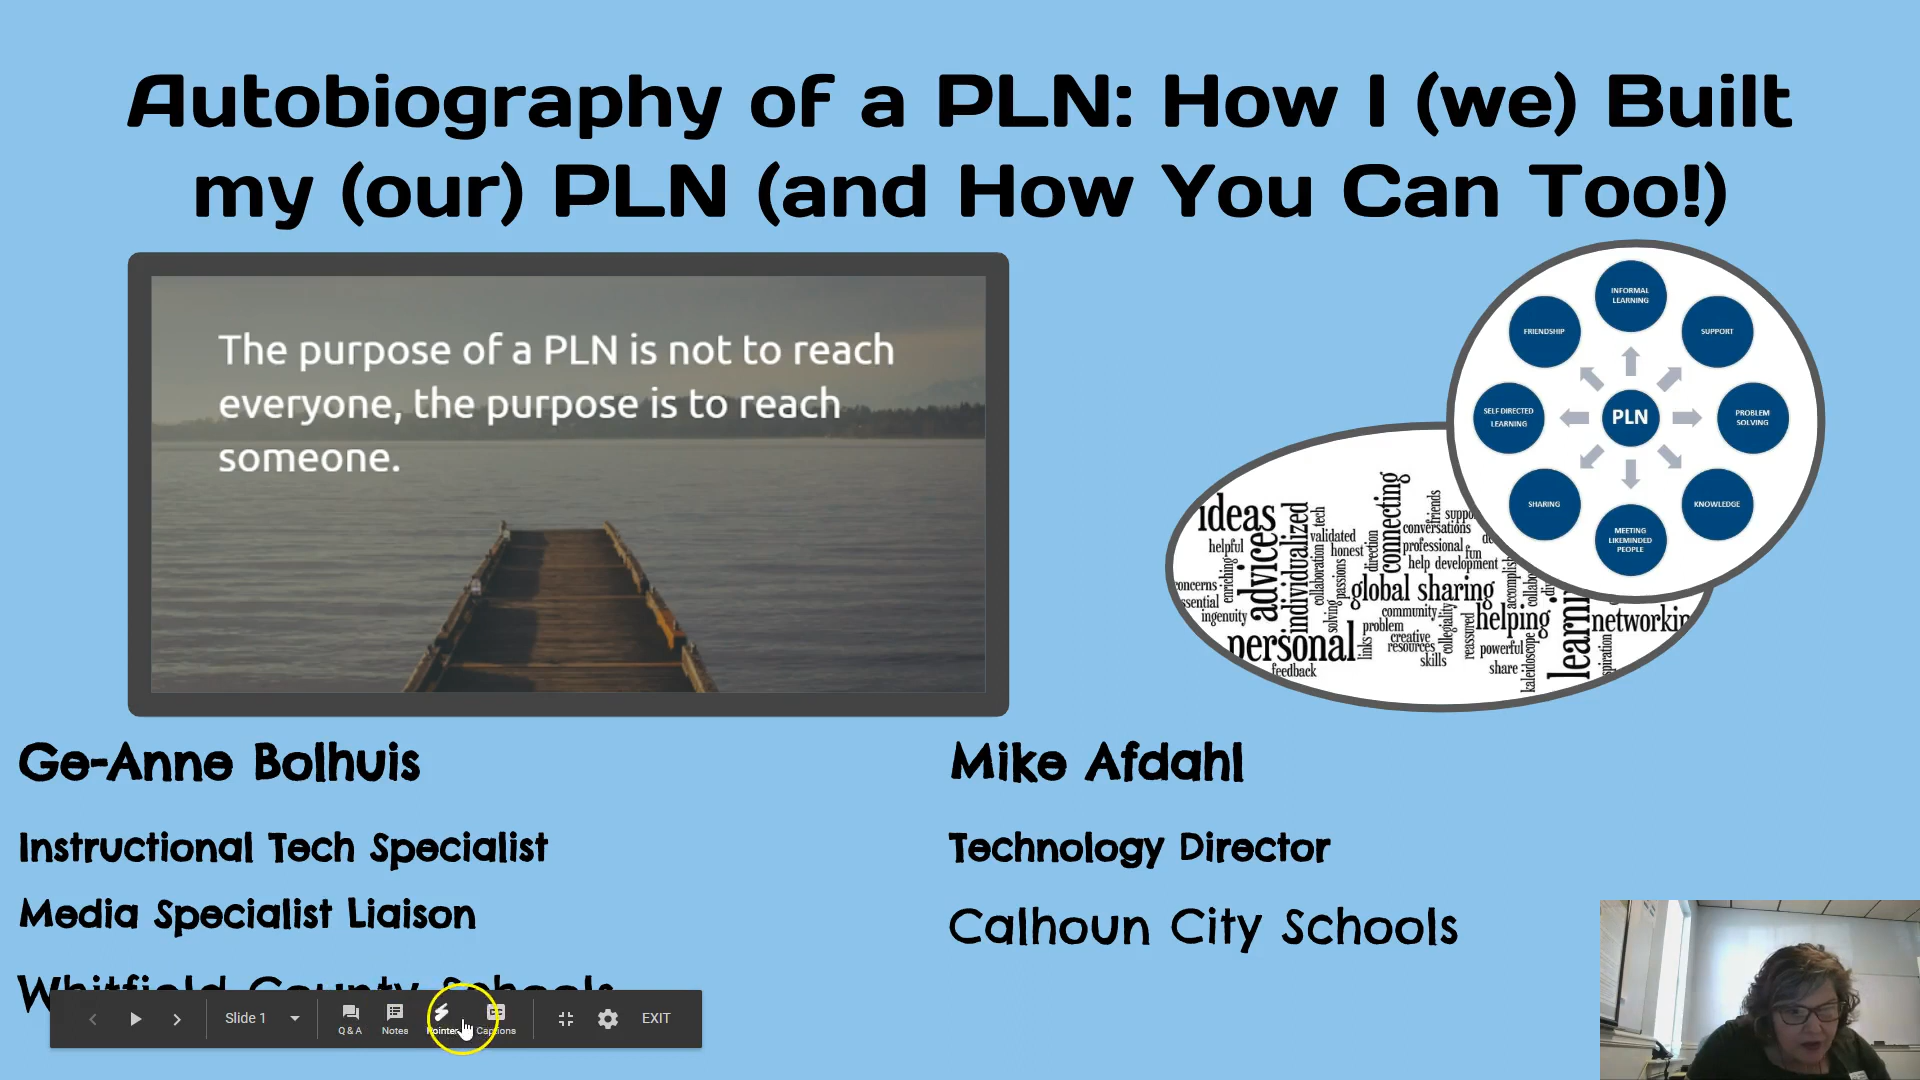 Autobiography of a PLN: How I (we) Built
my (our) PLN (and How You Can Too!)
The purpose of a PLN is not to reach
everyone, the purpose is to reach
someone.
INFORMAL
LEARNING
FRIENDSHIP
SUPPORT
SELF DIRECTED
LEARNING
PLN
PROBLEM
SOLVING
SHARING
KNOWLEDGE
MEETING
LIKEMINDED
PEOPLE
ideas
helpful
enriching
advices
individualized
tech
collaboration
validated
honest
passions
solving
direction
connecting
friends
conversations
professional
fun
help development
global sharing
community
problem
creative
resources
skills
links
collegiality
reassured
helping
powerful
share
kaleidoscope
networkin
ingenuity
personal
feedback
Ge-Anne Bolhuis
Instructional Tech Specialist
Media Specialist Liaison
Whitfield County Schools
Mike Afdahl
Technology Director
Calhoun City Schools
Slide 1
Q & A
Notes
Pointer
Captions
EXIT